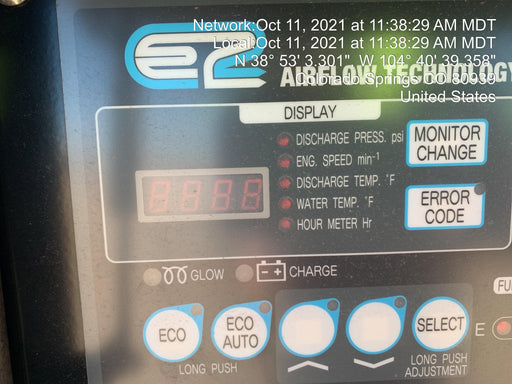 Network:Oct 11, 2021 at 11:38:29 AM MDT
Local:Oct 11, 2021 at 11:38:29 AM MDT
N 38° 53' 3.301", W 104° 40' 39.358"
Colorado Springs CO 80939
United States
AIRFLOW TECHNOLOGY
DISPLAY
DISCHARGE PRESS. psi
ENG. SPEED min⁻¹
DISCHARGE TEMP. °F
WATER TEMP. °F
HOUR METER Hr
MONITOR
CHANGE
ERROR
CODE
GLOW
CHARGE
ECO
ECO
AUTO
SELECT
LONG PUSH
LONG PUSH
ADJUSTMENT
E